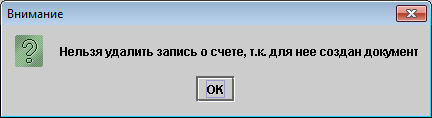 Внимание
Нельзя удалить запись о счете, т.к. для нее создан документ
OK